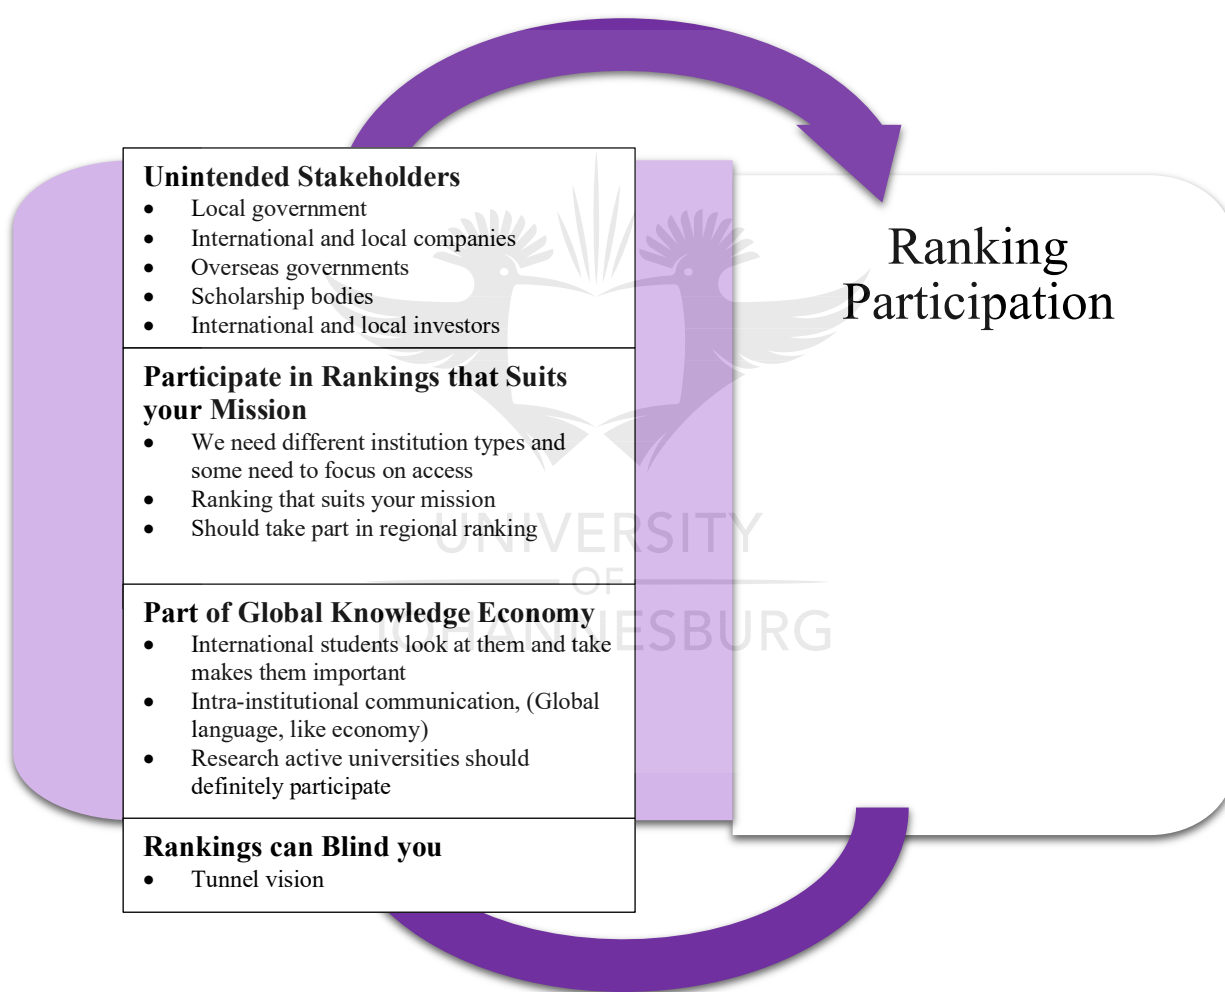 Unintended Stakeholders
• Local government
• International and local companies
• Overseas governments
• Scholarship bodies
• International and local investors
Participate in Rankings that Suits
your Mission
• We need different institution types and
some need to focus on access
• Ranking that suits your mission
• Should take part in regional ranking
Part of Global Knowledge Economy
• International students look at them and take
makes them important
• Intra-institutional communication, (Global
language, like economy)
• Research active universities should
definitely participate
Rankings can Blind you
• Tunnel vision
Ranking
Participation
UNIVERSITY
OF
JOHANNESBURG